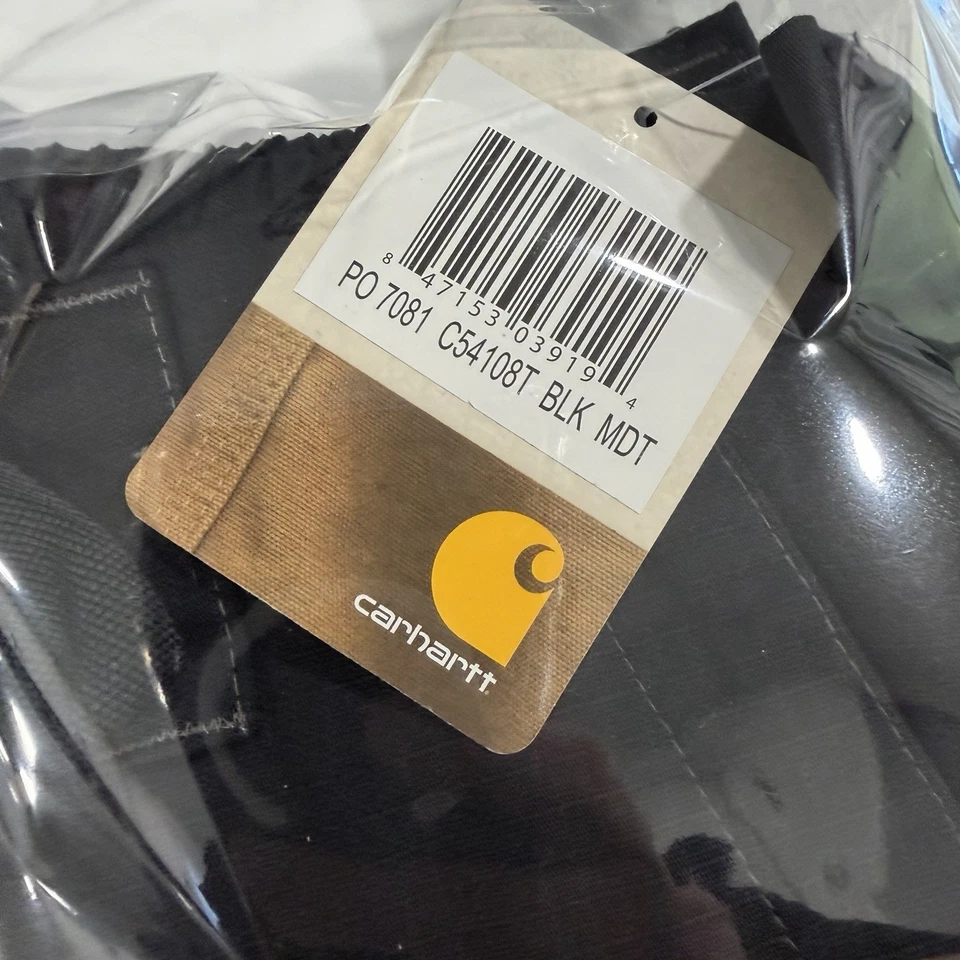 8 47153 03919 4
PO 7081 C54108T BLK MDT
carhartt